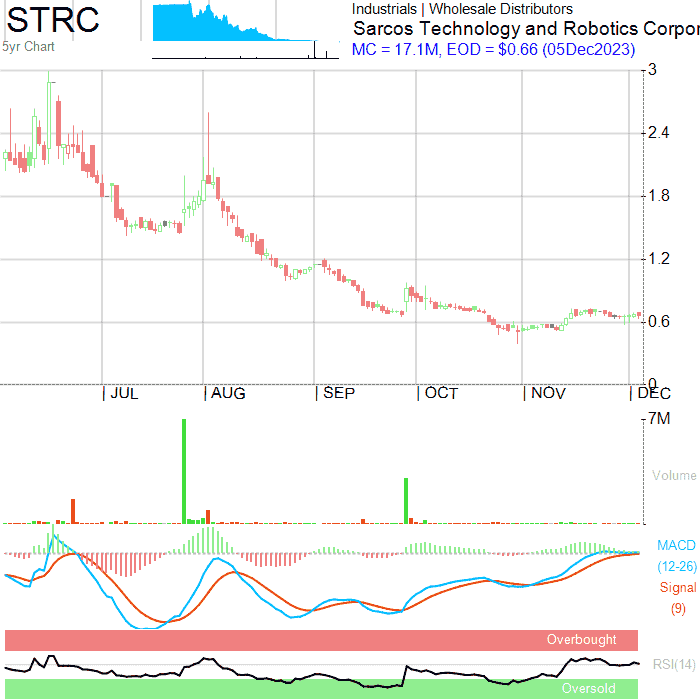 STRC
5yr Chart
Industrials | Wholesale Distributors
Sarcos Technology and Robotics Corpor
MC = 17.1M, EOD = $0.66 (05Dec2023)
3
2.4
1.8
1.2
0.6
0
JUL AUG SEP OCT NOV DEC
7M
Volume
MACD
(12-26)
Signal
(9)
Overbought
RSI(14)
Oversold